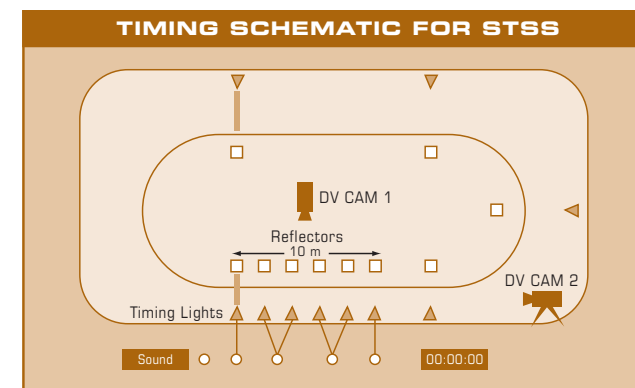 TIMING SCHEMATIC FOR STSS
DV CAM 1
Reflectors
10 m
DV CAM 2
Timing Lights
Sound
00:00:00